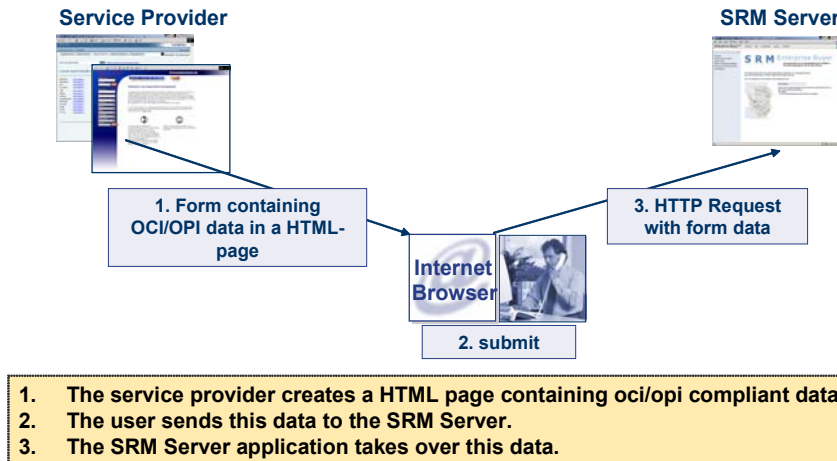 Service Provider
SRM Server
SRM Enterprise Buyer
1. Form containing
OCI/OPI data in a HTML-
page
3. HTTP Request
with form data
Internet
Browser
2. submit
1. The service provider creates a HTML page containing oci/opi compliant data
2. The user sends this data to the SRM Server.
3. The SRM Server application takes over this data.